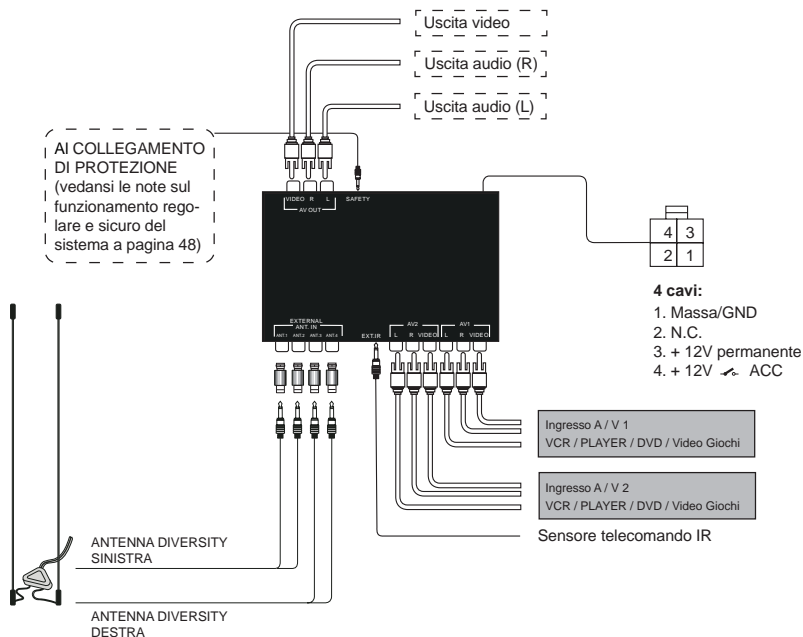 Uscita video
Uscita audio (R)
Uscita audio (L)
AI COLLEGAMENTO
DI PROTEZIONE
(vedansi le note sul
funzionamento rego-
lare e sicuro del
sistema a pagina 48)
VIDEO R L SAFETY
AV OUT
4 3
2 1
4 cavi:
1. Massa/GND
2. N.C.
3. + 12V permanente
4. + 12V ACC
EXTERNAL
ANT. IN
ANT.1 ANT.2 ANT.3 ANT.4
EXT.IR
AV2 AV1
L R VIDEO L R VIDEO
Ingresso A / V 1
VCR / PLAYER / DVD / Video Giochi
Ingresso A / V 2
VCR / PLAYER / DVD / Video Giochi
Sensore telecomando IR
ANTENNA DIVERSITY
SINISTRA
ANTENNA DIVERSITY
DESTRA